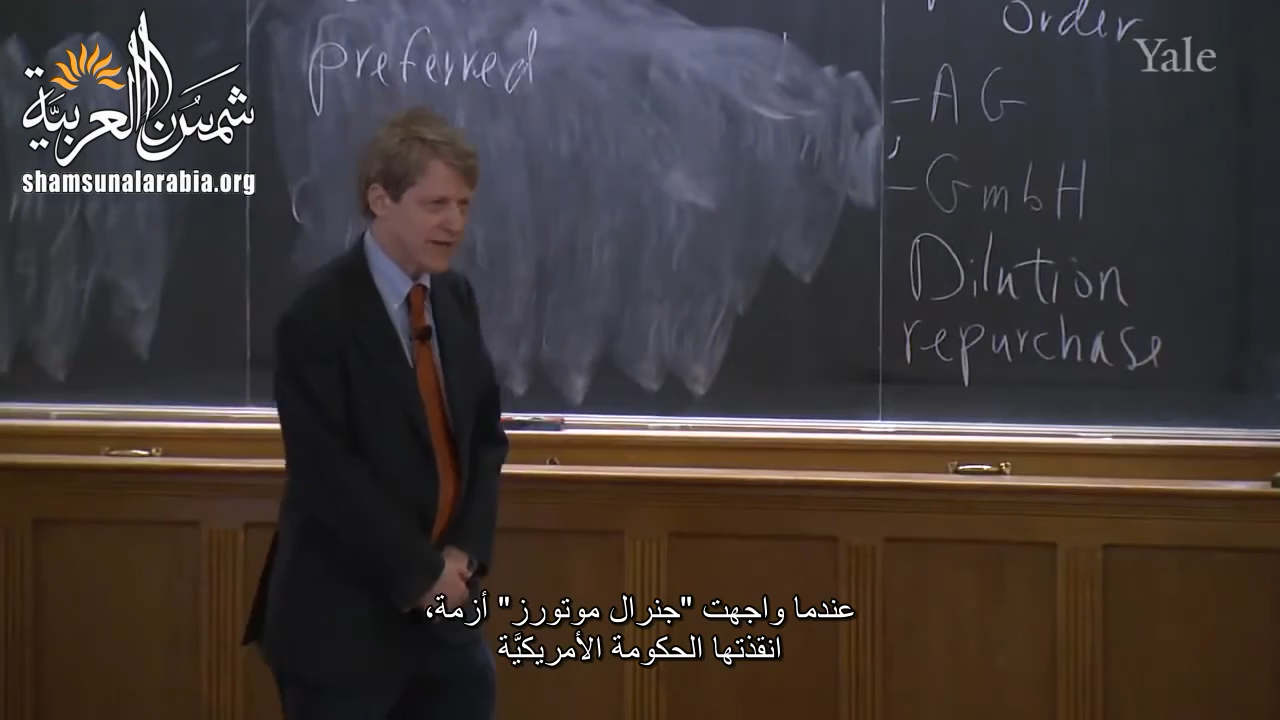 شمس العربية
shamsunalarabia.org
preferred
Order
Yale
- AG
- GmbH
Dilution
repurchase
عندما واجهت "جنرال موتورز" أزمة،
انقذتها الحكومة الأمريكيَّة